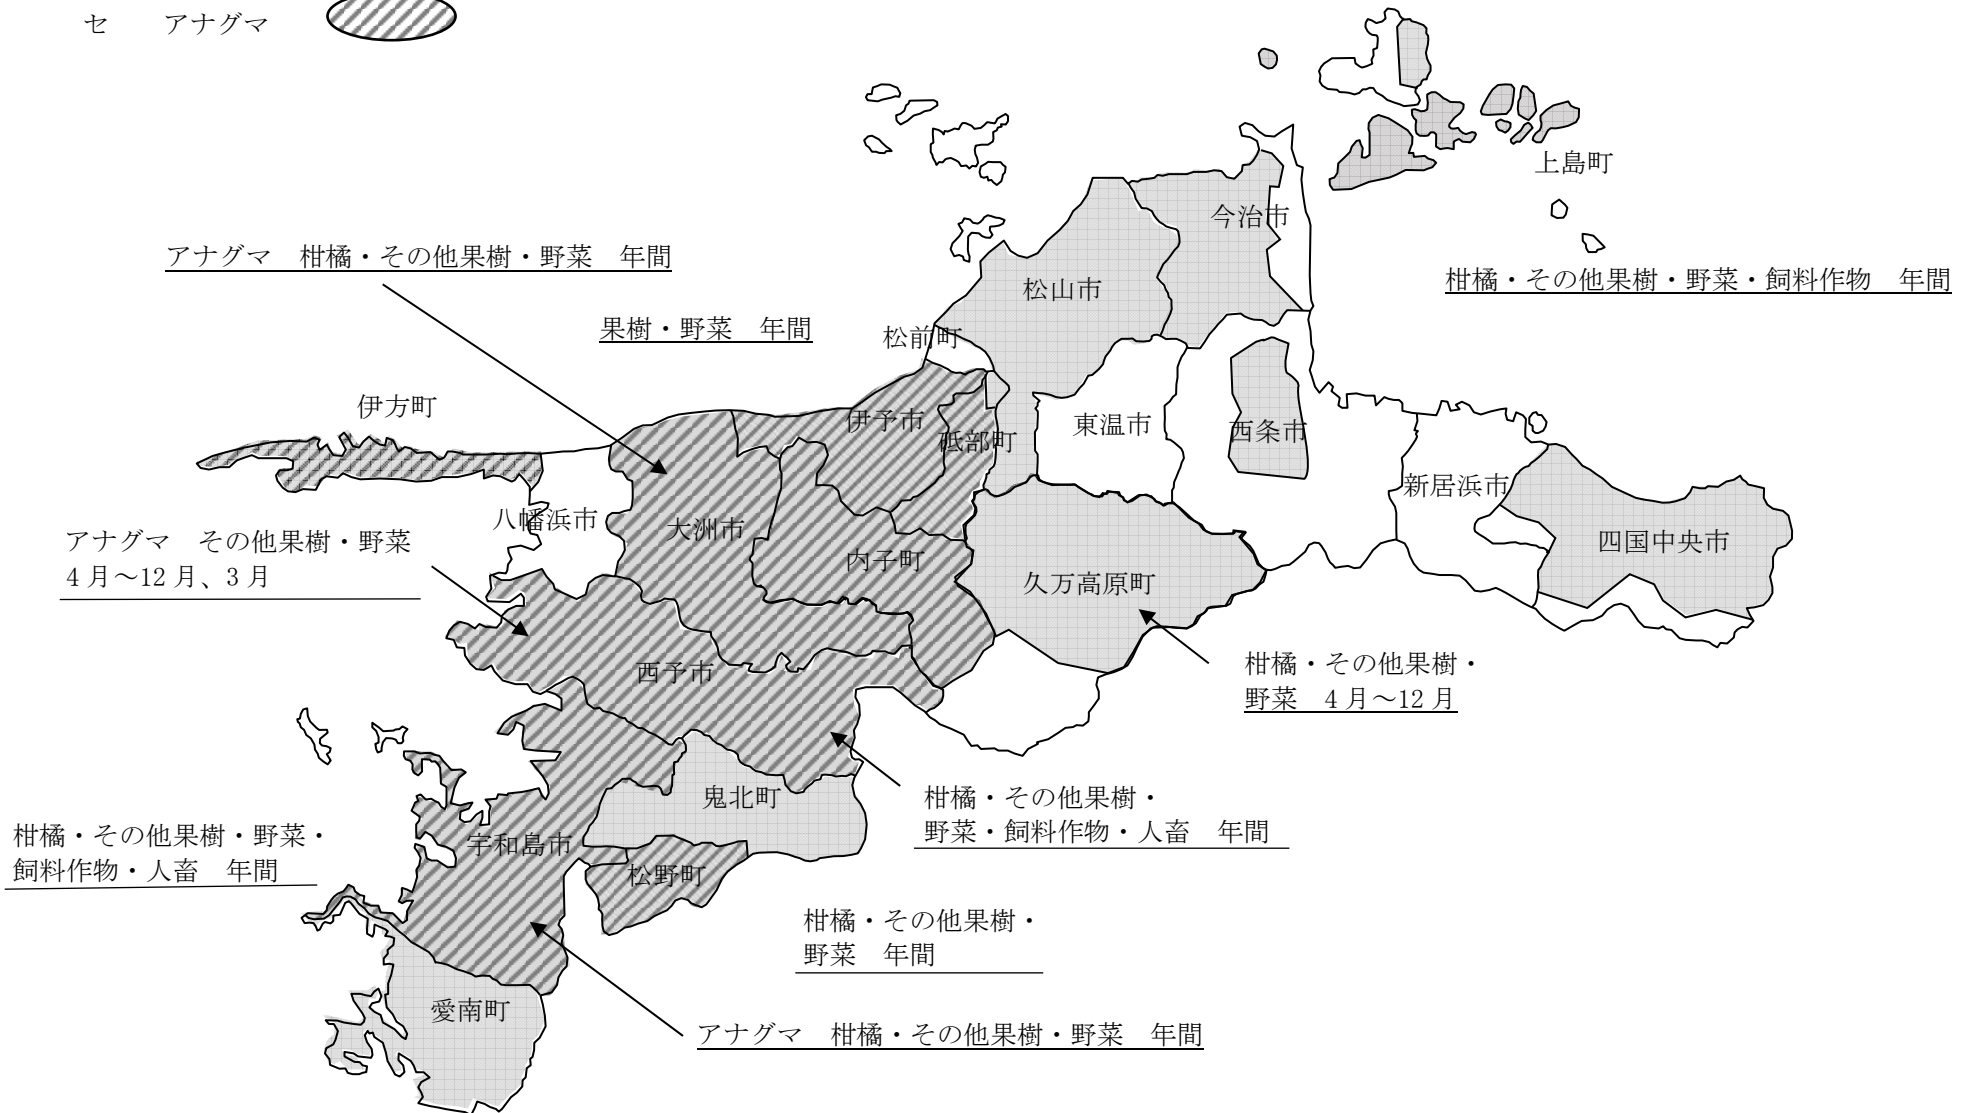 セ　アナグマ
上島町
今治市
アナグマ　柑橘・その他果樹・野菜　年間
柑橘・その他果樹・野菜・飼料作物　年間
松山市
果樹・野菜　年間
松前町
伊方町
伊予市
砥部町
東温市
西条市
新居浜市
八幡浜市
大洲市
四国中央市
アナグマ　その他果樹・野菜
4月～12月、3月
内子町
久万高原町
西予市
柑橘・その他果樹・
野菜　4月～12月
鬼北町
柑橘・その他果樹・
野菜・飼料作物・人畜　年間
柑橘・その他果樹・野菜・
飼料作物・人畜　年間
宇和島市
松野町
柑橘・その他果樹・
野菜　年間
愛南町
アナグマ　柑橘・その他果樹・野菜　年間